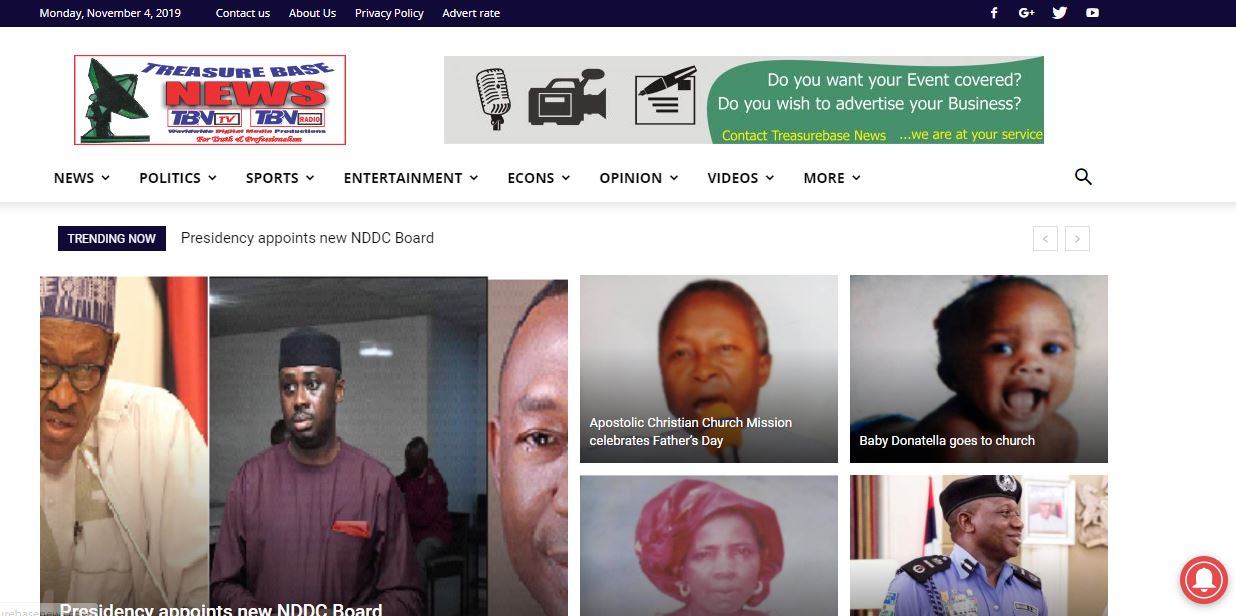 Monday, November 4, 2019 Contact us About Us Privacy Policy Advert rate
TREASURE BASE
NEWS
TBN TV TBN RADIO
Worldwide Digital Media Productions
For Truth & Professionalism
Do you want your Event covered?
Do you wish to advertise your Business?
Contact Treasurebase News ...we are at your service
NEWS POLITICS SPORTS ENTERTAINMENT ECONS OPINION VIDEOS MORE
TRENDING NOW Presidency appoints new NDDC Board
Apostolic Christian Church Mission
celebrates Father's Day
Baby Donatella goes to church
Presidency appoints new NDDC Board